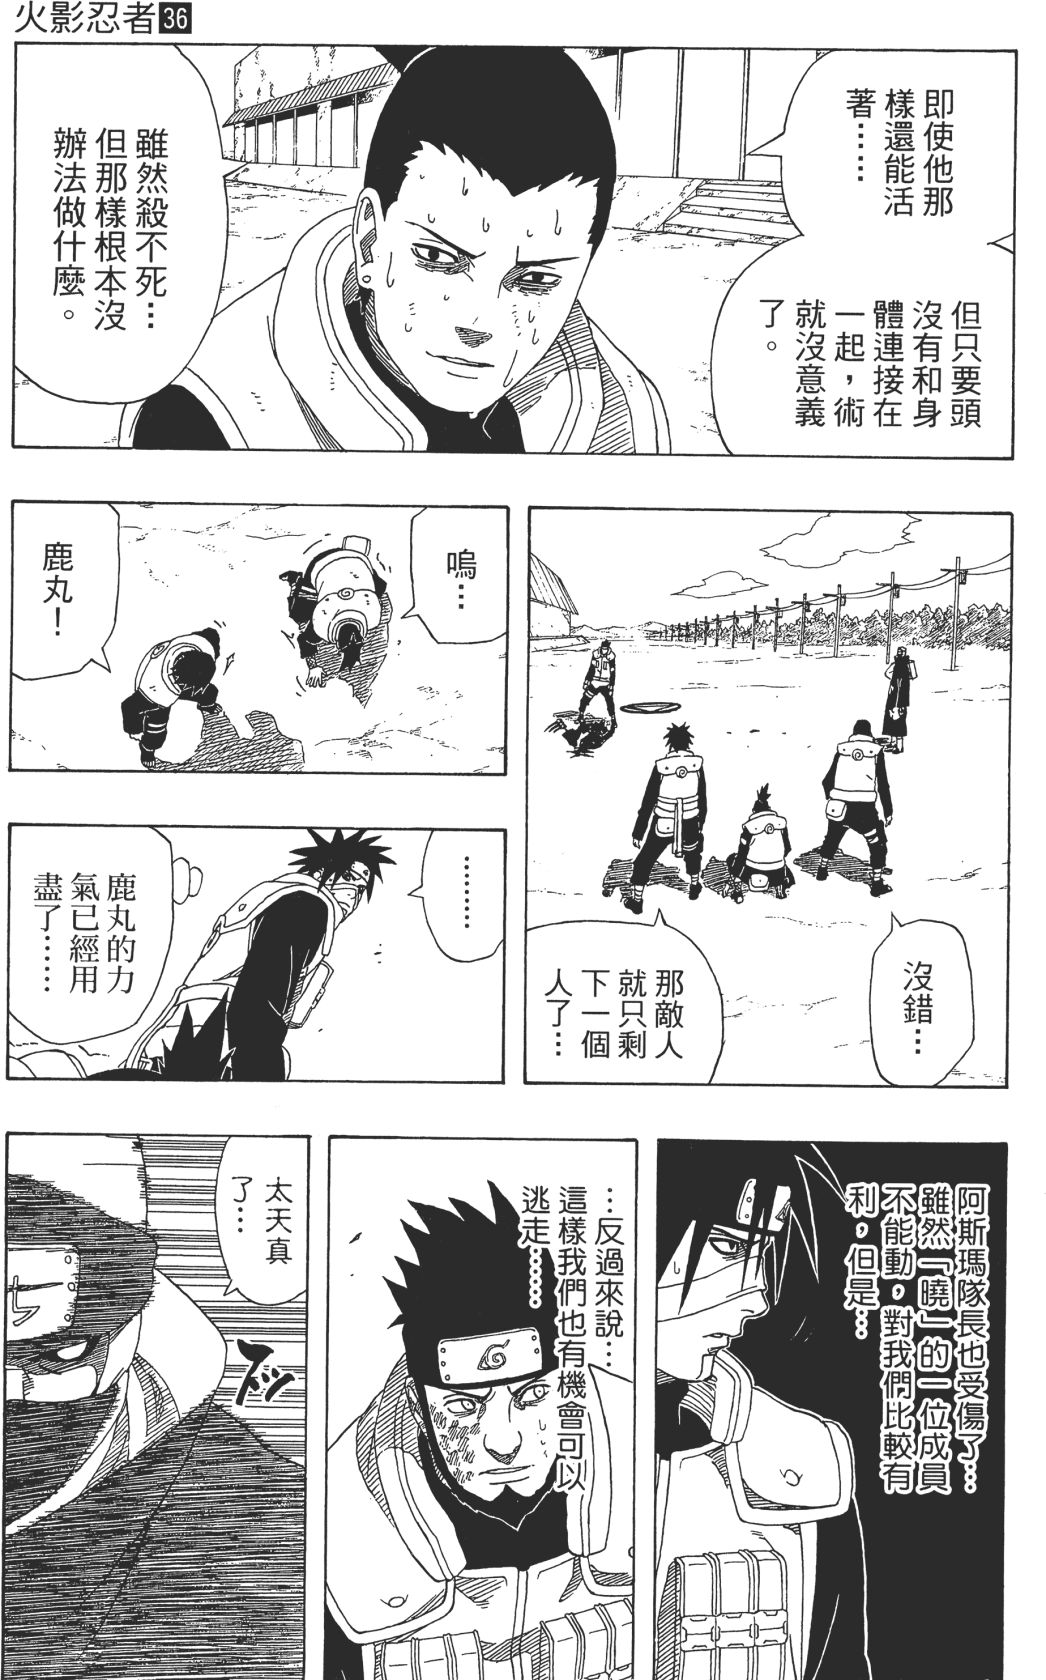 火影忍者36
即使他那
樣還能活
著……
但只要頭
沒有和身
體連接在
一起，術
就沒意義
了。
雖然殺不死…
但那樣根本沒
辦法做什麼。
沒錯…
那敵人
就只剩
下一個
人了…
嗚…
鹿丸！
………
鹿丸的力
氣已經用
盡了……
阿斯瑪隊長也受傷了…
雖然「曉」的一位成員
不能動，對我們比較有
利，但是…
…反過來說…
這樣我們也有機會可以
逃走……
太天真
了…
アッ